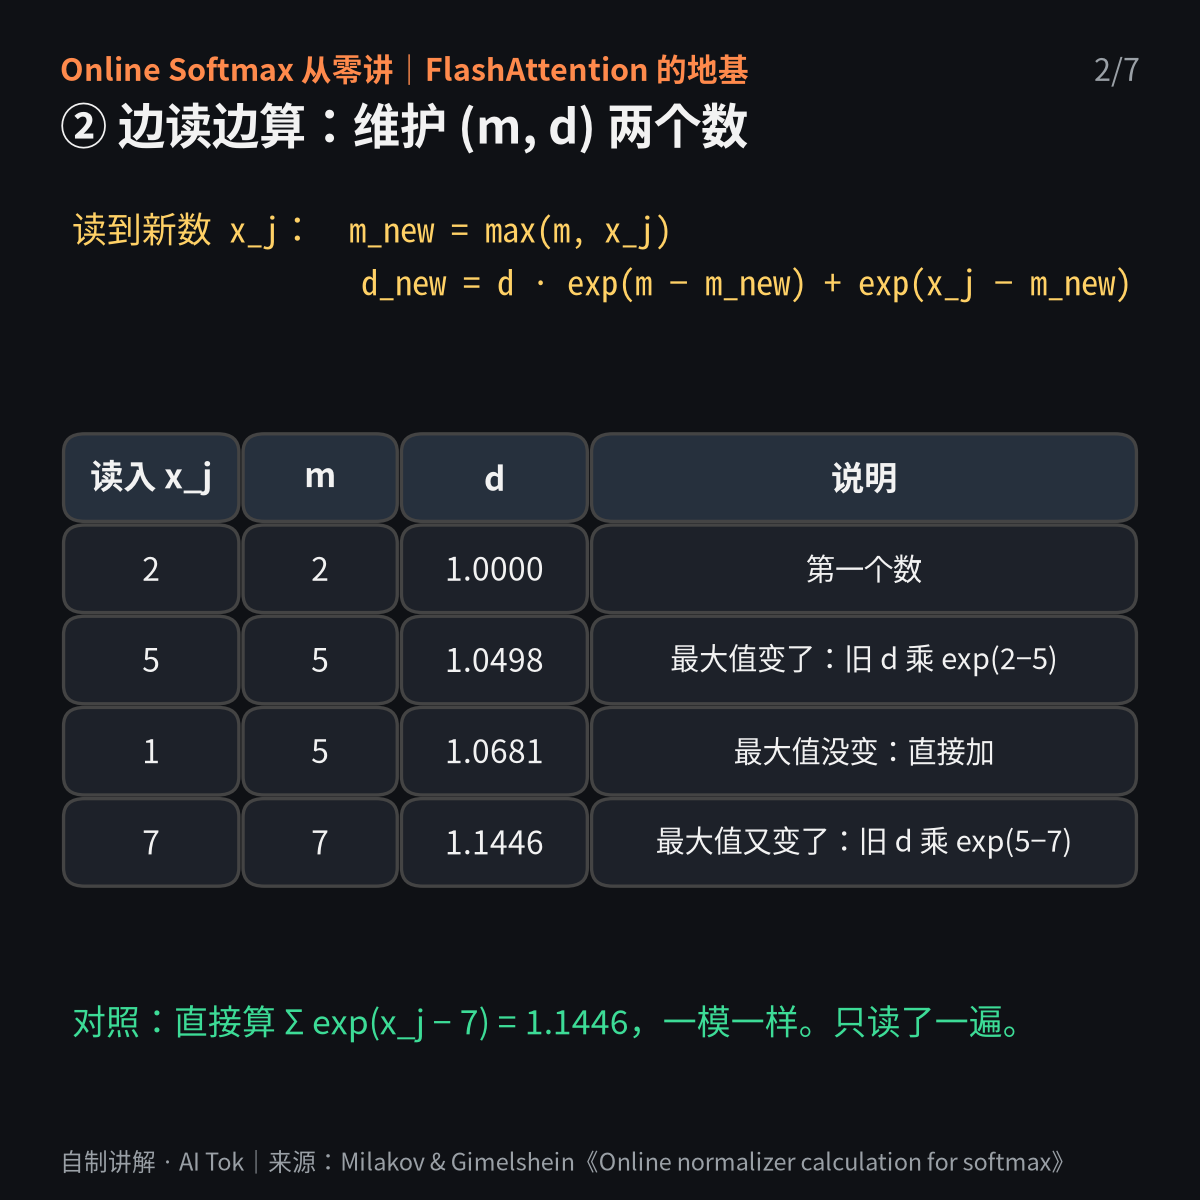 Online Softmax 从零讲｜FlashAttention 的地基
2/7
② 边读边算：维护 (m, d) 两个数
读到新数 x_j： m_new = max(m, x_j)
d_new = d · exp(m − m_new) + exp(x_j − m_new)
读入 x_j m d 说明
2 2 1.0000 第一个数
5 5 1.0498 最大值变了：旧 d 乘 exp(2−5)
1 5 1.0681 最大值没变：直接加
7 7 1.1446 最大值又变了：旧 d 乘 exp(5−7)
对照：直接算 Σ exp(x_j − 7) = 1.1446，一模一样。只读了一遍。
自制讲解 · AI Tok｜来源：Milakov & Gimelshein《Online normalizer calculation for softmax》